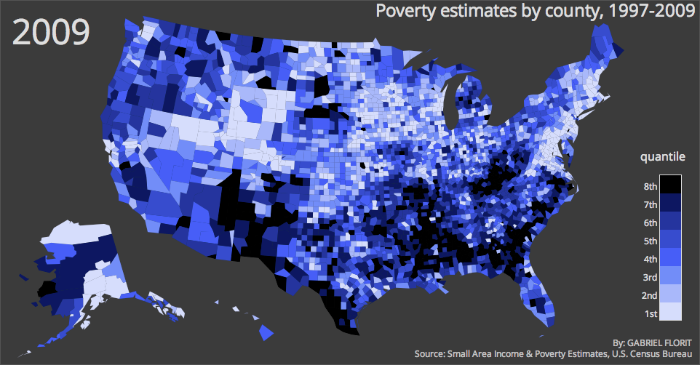 Poverty estimates by county, 1997-2009
2009
quantile
8th
7th
6th
5th
4th
3rd
2nd
1st
By: GABRIEL FLORIT
Source: Small Area Income & Poverty Estimates, U.S. Census Bureau